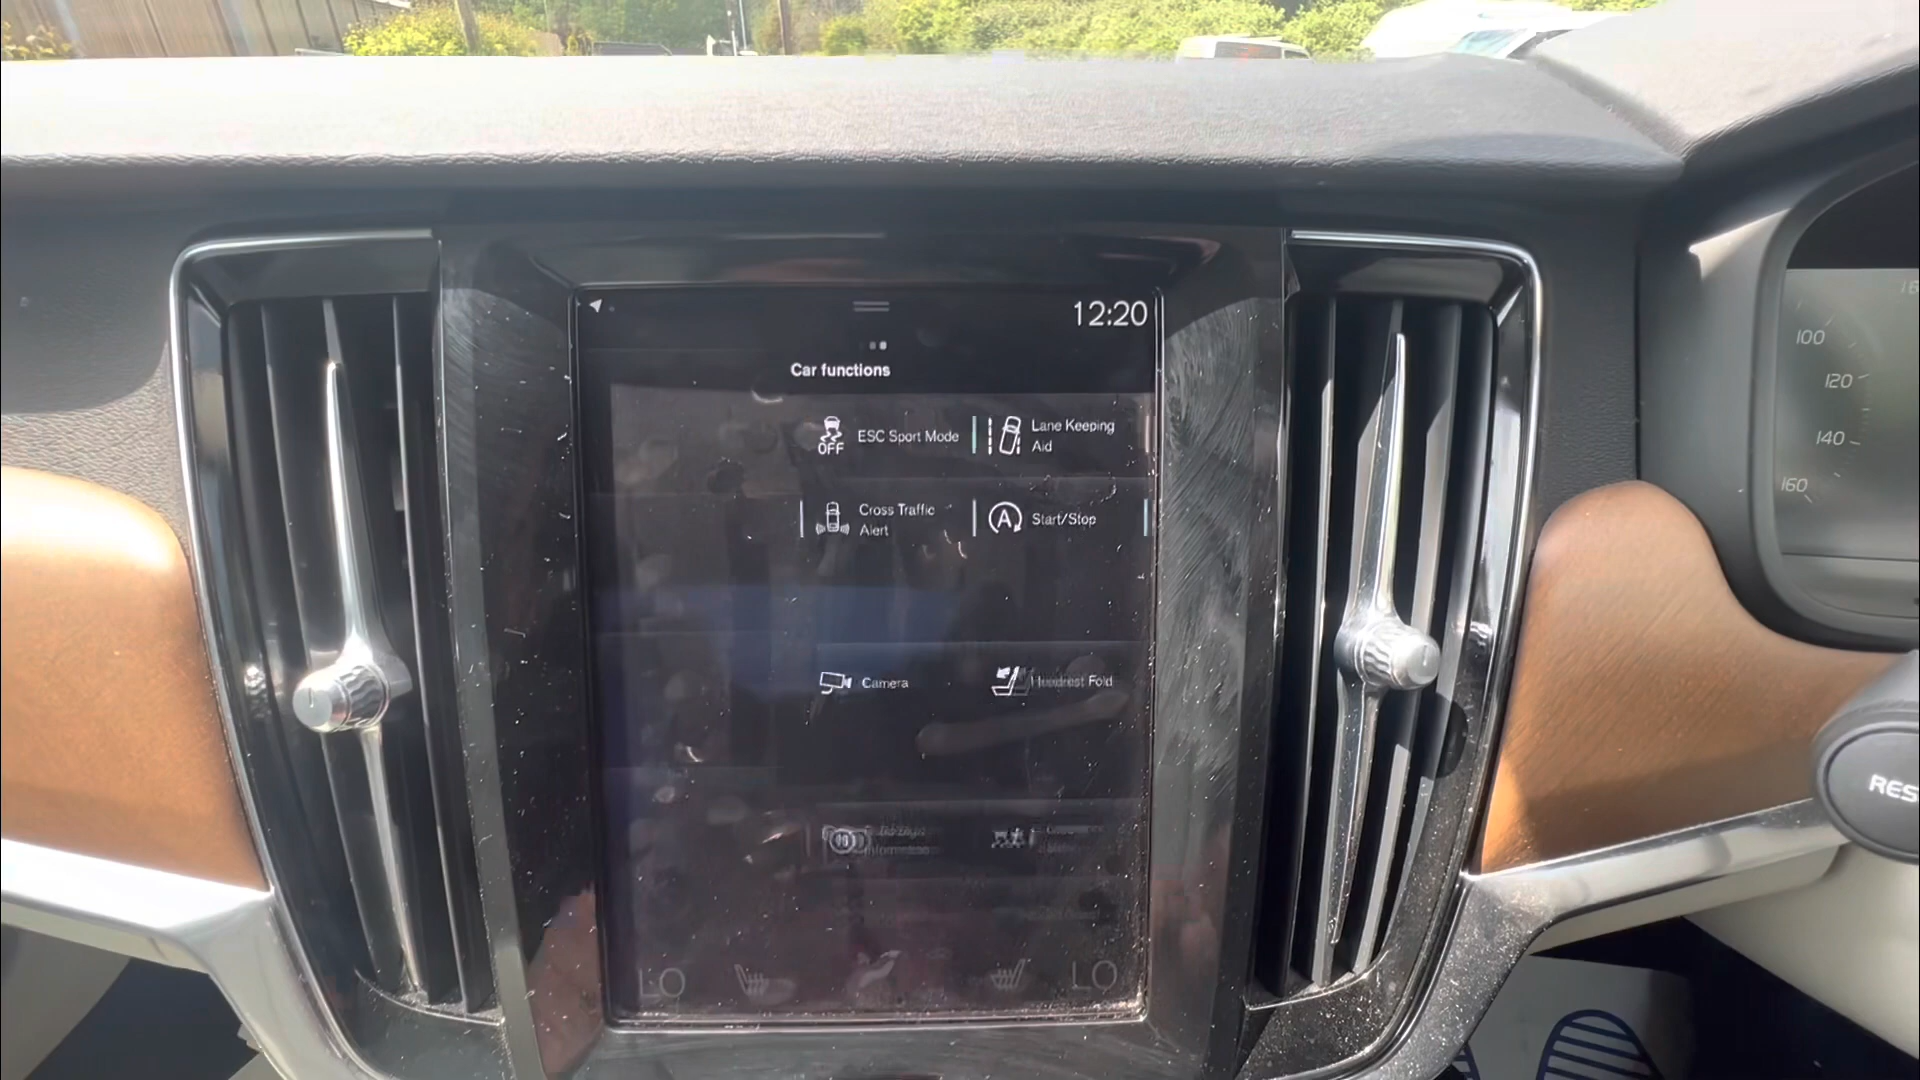 12:20
Car functions
OFF
ESC Sport Mode
Lane Keeping
Aid
Cross Traffic
Alert
A
Start/Stop
Camera
Headrest Fold
LO
LO
100
120
140
160
RES